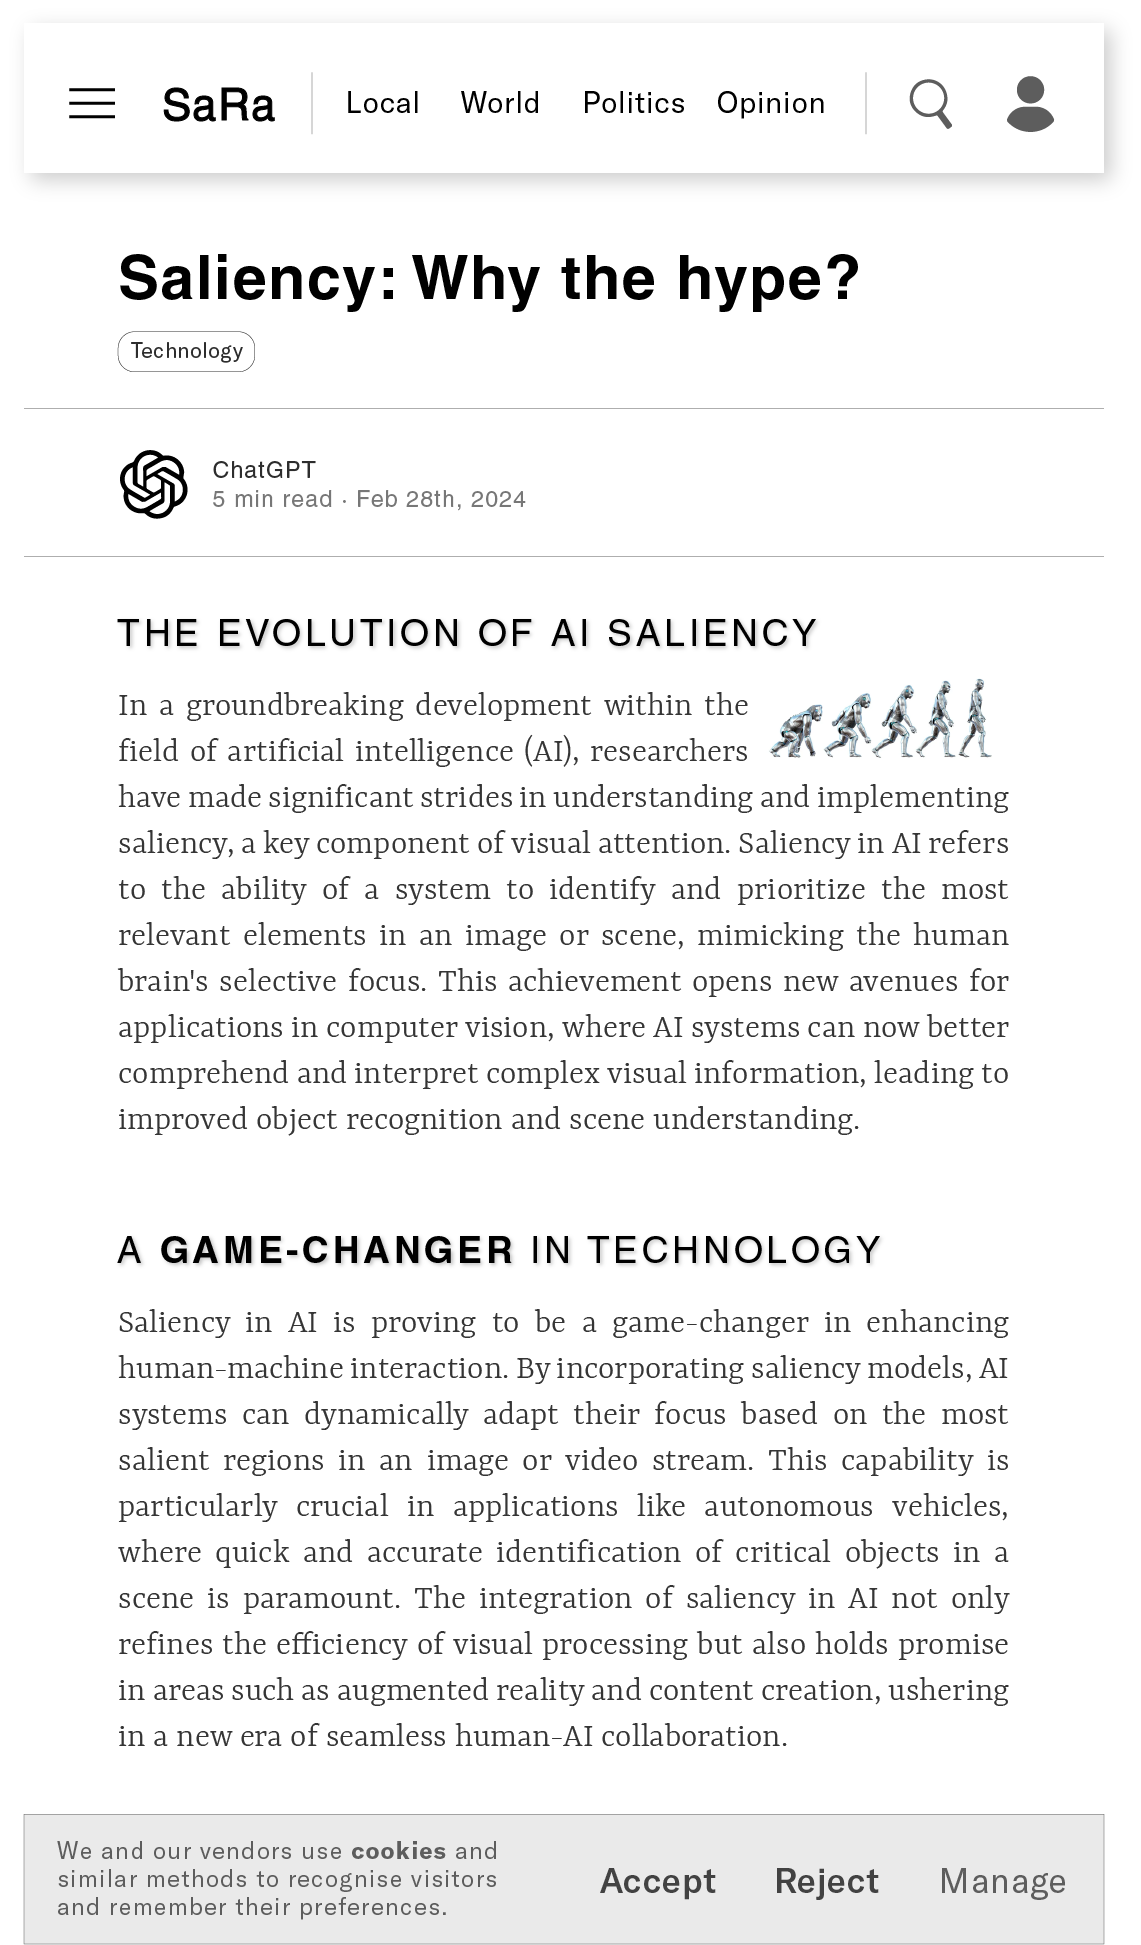 SaRa
Local World Politics Opinion
Saliency: Why the hype?
Technology
ChatGPT
5 min read · Feb 28th, 2024
THE EVOLUTION OF AI SALIENCY
In a groundbreaking development within the
field of artificial intelligence (AI), researchers
have made significant strides in understanding and implementing
saliency, a key component of visual attention. Saliency in AI refers
to the ability of a system to identify and prioritize the most
relevant elements in an image or scene, mimicking the human
brain's selective focus. This achievement opens new avenues for
applications in computer vision, where AI systems can now better
comprehend and interpret complex visual information, leading to
improved object recognition and scene understanding.
A GAME-CHANGER IN TECHNOLOGY
Saliency in AI is proving to be a game-changer in enhancing
human-machine interaction. By incorporating saliency models, AI
systems can dynamically adapt their focus based on the most
salient regions in an image or video stream. This capability is
particularly crucial in applications like autonomous vehicles,
where quick and accurate identification of critical objects in a
scene is paramount. The integration of saliency in AI not only
refines the efficiency of visual processing but also holds promise
in areas such as augmented reality and content creation, ushering
in a new era of seamless human-AI collaboration.
We and our vendors use cookies and
similar methods to recognise visitors
and remember their preferences.
Accept Reject Manage